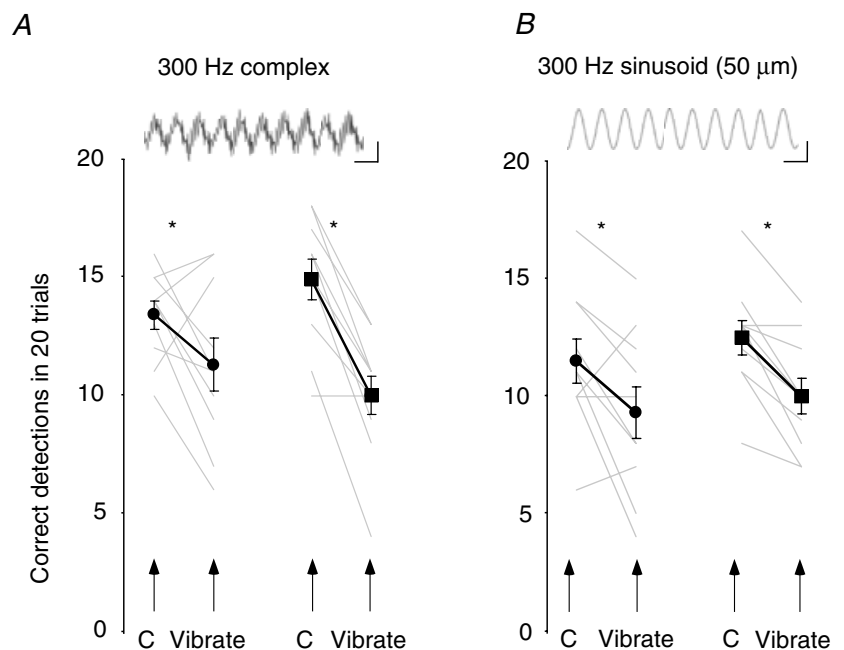 A
B
300 Hz complex
300 Hz sinusoid (50 μm)
Correct detections in 20 trials
20
15
10
5
0
*
*
C Vibrate
C Vibrate
20
15
10
5
0
*
*
C Vibrate
C Vibrate